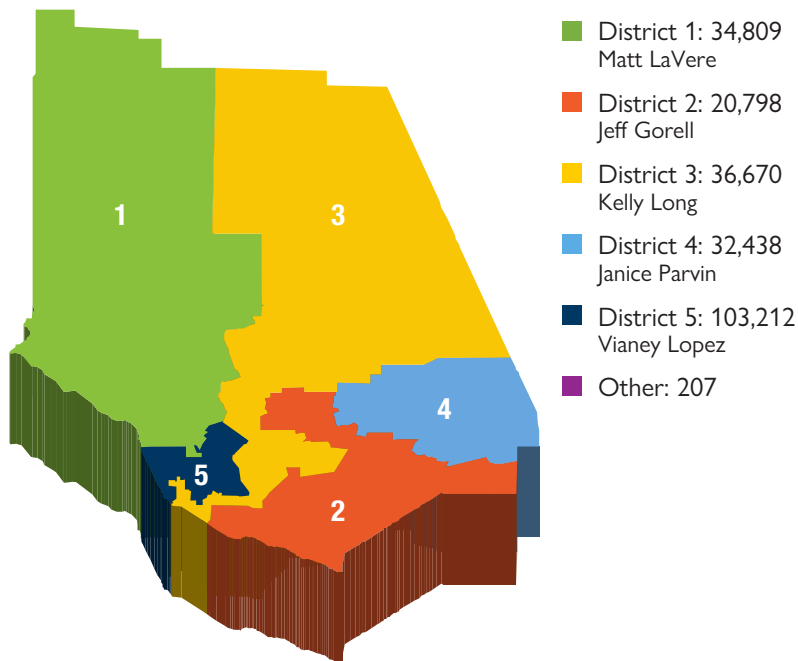 1
3
4
5
2
District 1: 34,809
Matt LaVere
District 2: 20,798
Jeff Gorell
District 3: 36,670
Kelly Long
District 4: 32,438
Janice Parvin
District 5: 103,212
Vianey Lopez
Other: 207